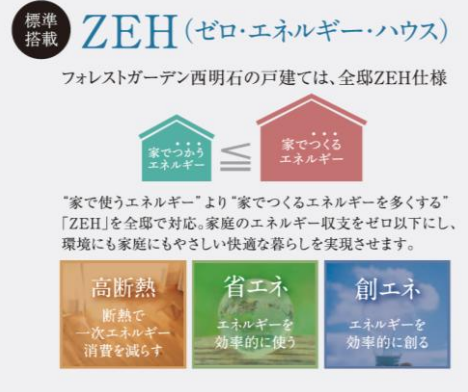 標準
搭載
ZEH(ゼロ・エネルギー・ハウス)
フォレストガーデン西明石の戸建ては、全邸ZEH仕様
家でつかう
エネルギー
≦
家でつくる
エネルギー
"家で使うエネルギー"より"家でつくるエネルギーを多くする"
「ZEH」を全邸で対応。家庭のエネルギー収支をゼロ以下にし、
環境にも家庭にもやさしい快適な暮らしを実現させます。
高断熱
断熱で
一次エネルギー
消費を減らす
省エネ
エネルギーを
効率的に使う
創エネ
エネルギーを
効率的に創る